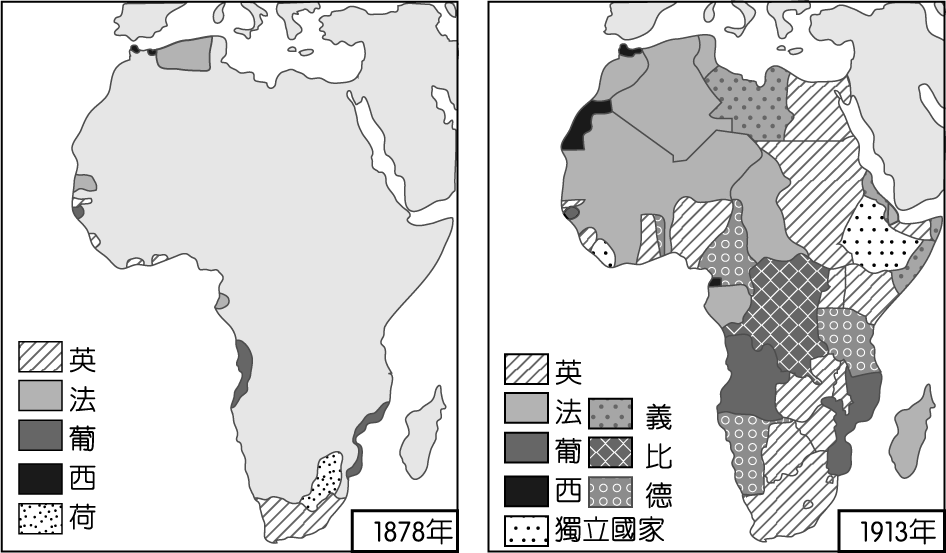 英
法
葡
西
荷
1878年
英
法
義
葡
比
西
德
獨立國家
1913年